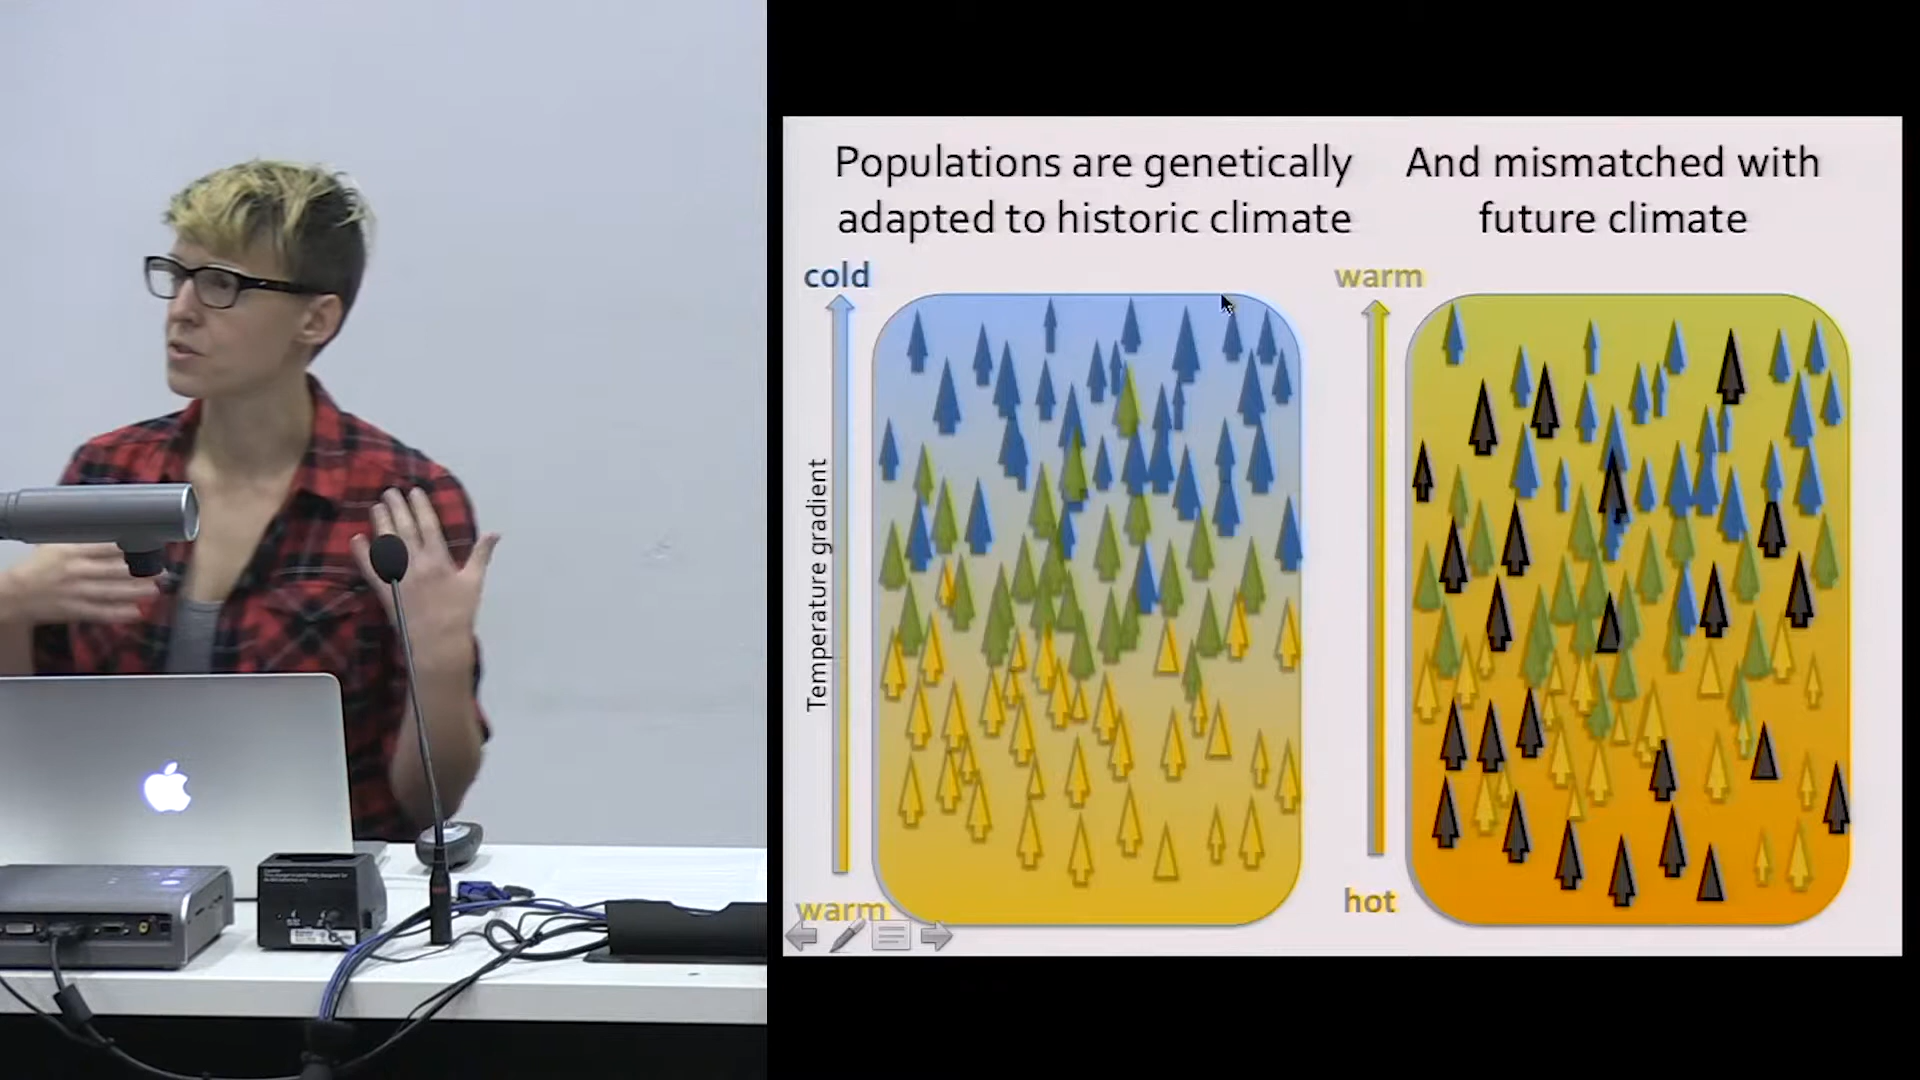 Populations are genetically
adapted to historic climate
And mismatched with
future climate
cold
warm
Temperature gradient
warm
hot